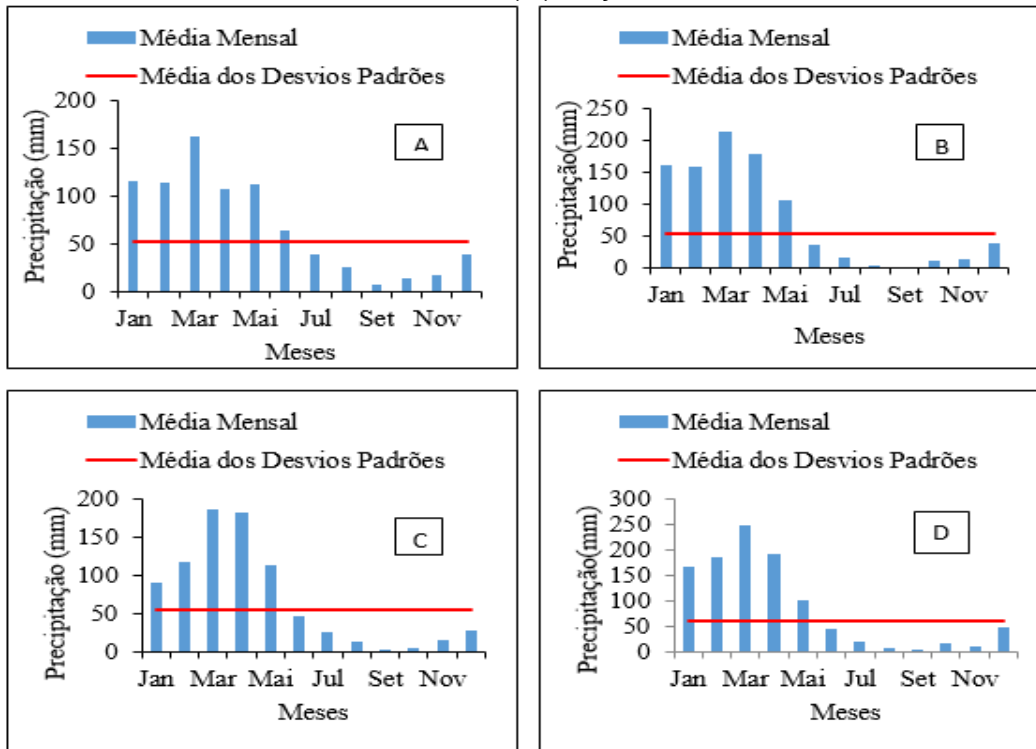 Média Mensal
Média dos Desvios Padrões
Precipitação (mm)
200
150
100
50
0
A
Jan Mar Mai Jul Set Nov
Meses
Média Mensal
Média dos Desvios Padrões
Precipitação(mm)
250
200
150
100
50
0
B
Jan Mar Mai Jul Set Nov
Meses
Média Mensal
Média dos Desvios Padrões
Precipitação (mm)
200
150
100
50
0
C
Jan Mar Mai Jul Set Nov
Meses
Média Mensal
Média dos Desvios Padrões
Precipitação(mm)
300
250
200
150
100
50
0
D
Jan Mar Mai Jul Set Nov
Meses